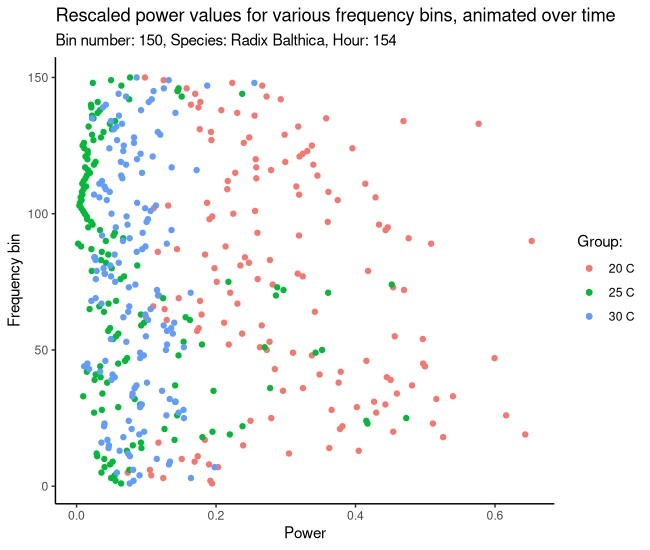 Rescaled power values for various frequency bins, animated over time
Bin number: 150, Species: Radix Balthica, Hour: 154
150
100
50
0
Frequency bin
0.0 0.2 0.4 0.6
Power
Group:
20 C
25 C
30 C